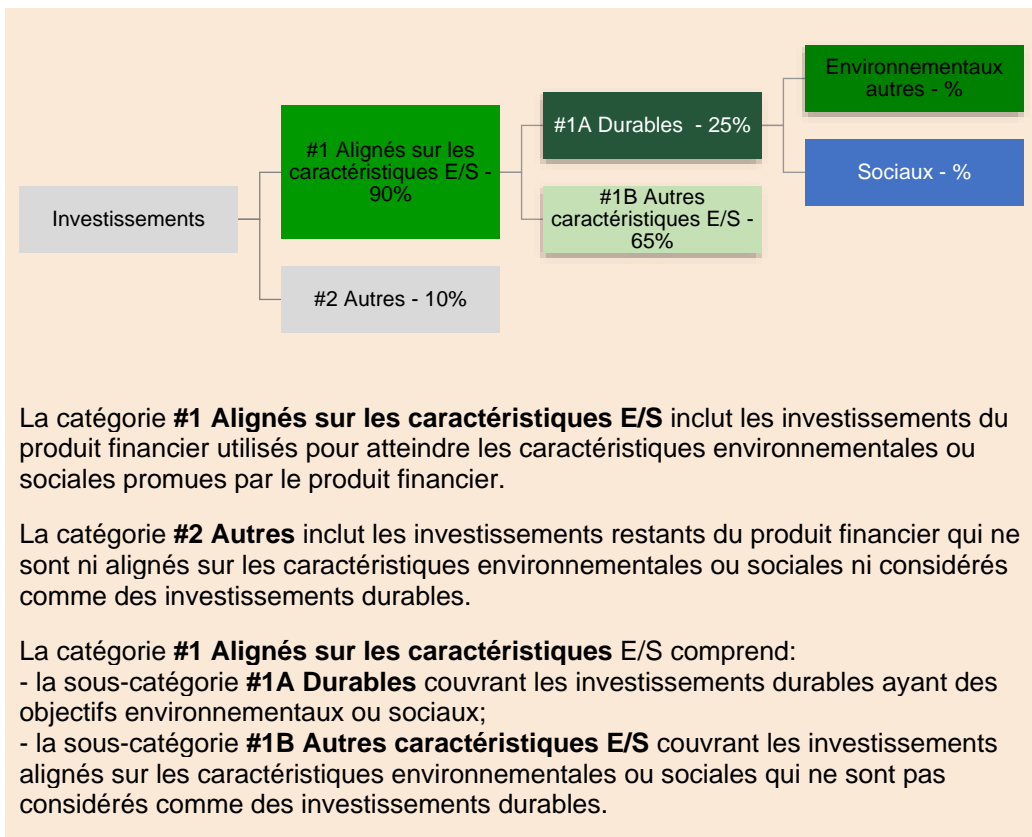 Environnementaux
autres - %
#1A Durables - 25%
#1 Alignés sur les
caractéristiques E/S -
90%
Sociaux - %
#1B Autres
caractéristiques E/S -
65%
Investissements
#2 Autres - 10%
La catégorie #1 Alignés sur les caractéristiques E/S inclut les investissements du
produit financier utilisés pour atteindre les caractéristiques environnementales ou
sociales promues par le produit financier.
La catégorie #2 Autres inclut les investissements restants du produit financier qui ne
sont ni alignés sur les caractéristiques environnementales ou sociales ni considérés
comme des investissements durables.
La catégorie #1 Alignés sur les caractéristiques E/S comprend:
- la sous-catégorie #1A Durables couvrant les investissements durables ayant des
objectifs environnementaux ou sociaux;
- la sous-catégorie #1B Autres caractéristiques E/S couvrant les investissements
alignés sur les caractéristiques environnementales ou sociales qui ne sont pas
considérés comme des investissements durables.